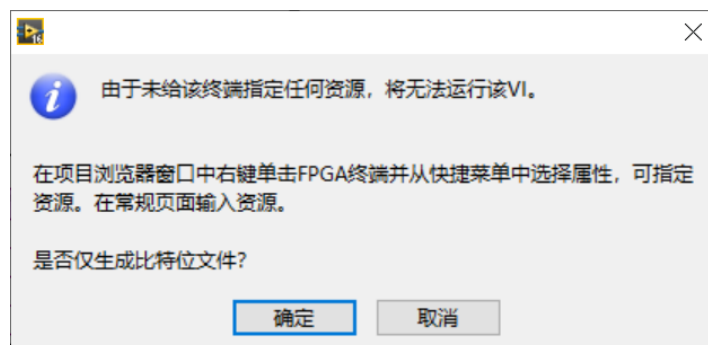 由于未给该终端指定任何资源，将无法运行该VI。
在项目浏览器窗口中右键单击FPGA终端并从快捷菜单中选择属性，可指定
资源。在常规页面输入资源。
是否仅生成比特位文件?
确定
取消